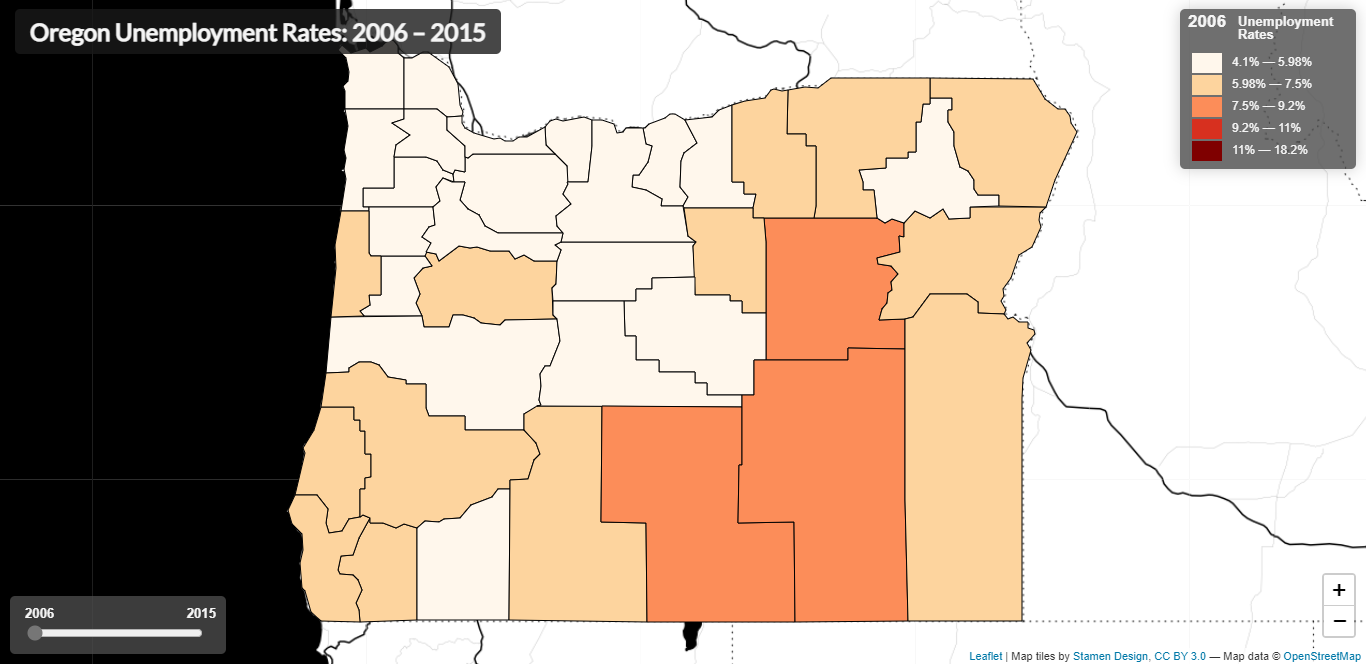 Oregon Unemployment Rates: 2006 – 2015
2006 Unemployment
Rates
4.1% — 5.98%
5.98% — 7.5%
7.5% — 9.2%
9.2% — 11%
11% — 18.2%
2006 2015
+
−
Leaflet | Map tiles by Stamen Design, CC BY 3.0 — Map data © OpenStreetMap